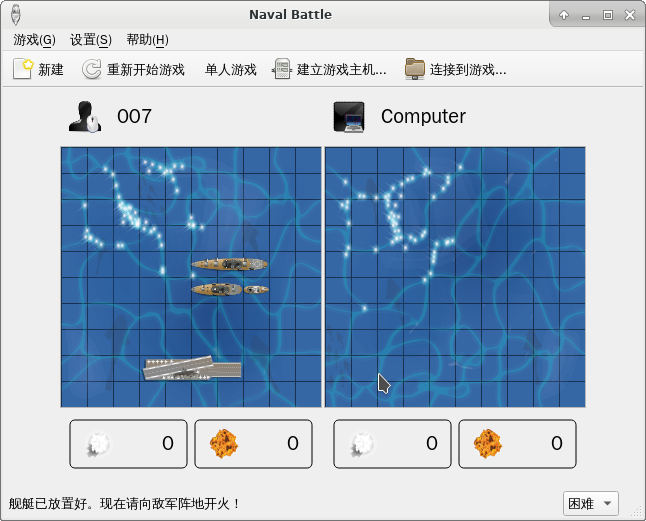 Naval Battle
游戏(G) 设置(S) 帮助(H)
新建 重新开始游戏 单人游戏 建立游戏主机... 连接到游戏...
007 Computer
0 0 0 0
舰艇已放置好。现在请向敌军阵地开火！ 困难